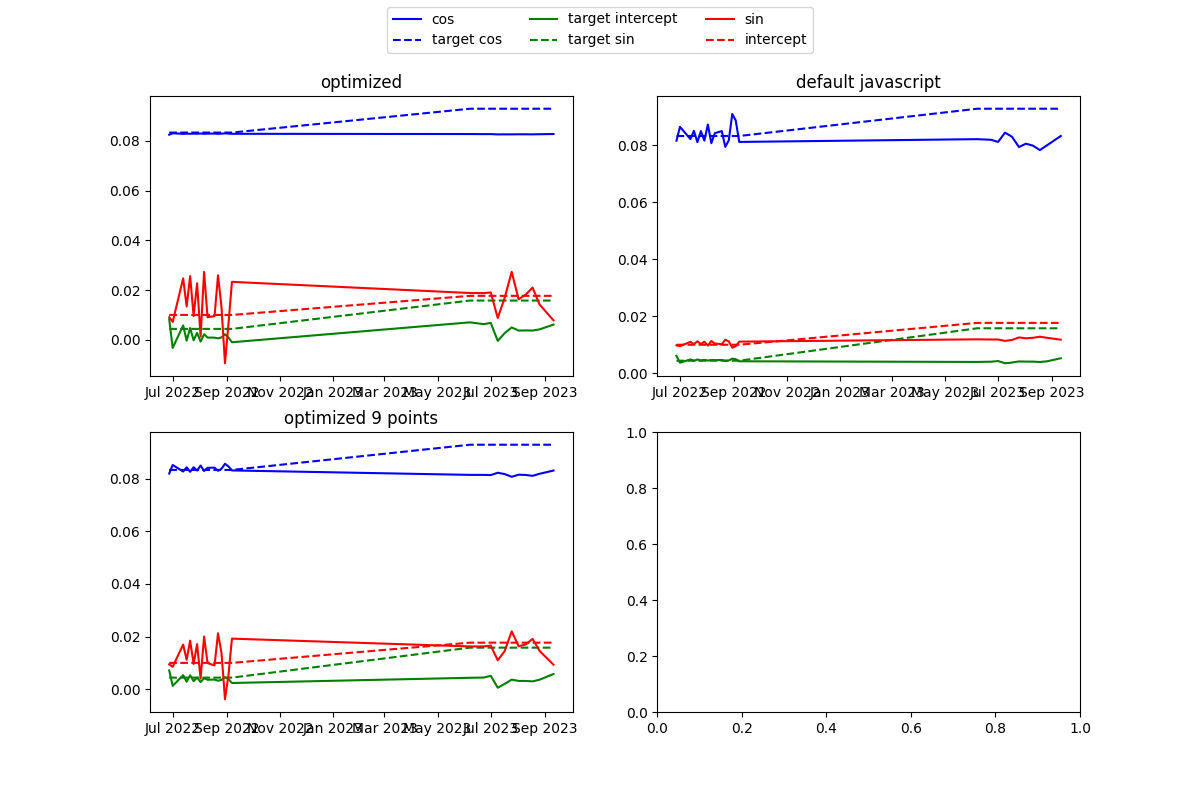 cos target intercept sin
target cos target sin intercept
optimized
0.08
0.06
0.04
0.02
0.00
Jul 2022 Sep 2022 Nov 2022 Jan 2023 Mar 2023 May 2023 Jul 2023 Sep 2023
default javascript
0.08
0.06
0.04
0.02
0.00
Jul 2022 Sep 2022 Nov 2022 Jan 2023 Mar 2023 May 2023 Jul 2023 Sep 2023
optimized 9 points
0.08
0.06
0.04
0.02
0.00
Jul 2022 Sep 2022 Nov 2022 Jan 2023 Mar 2023 May 2023 Jul 2023 Sep 2023
1.0
0.8
0.6
0.4
0.2
0.0
0.0 0.2 0.4 0.6 0.8 1.0